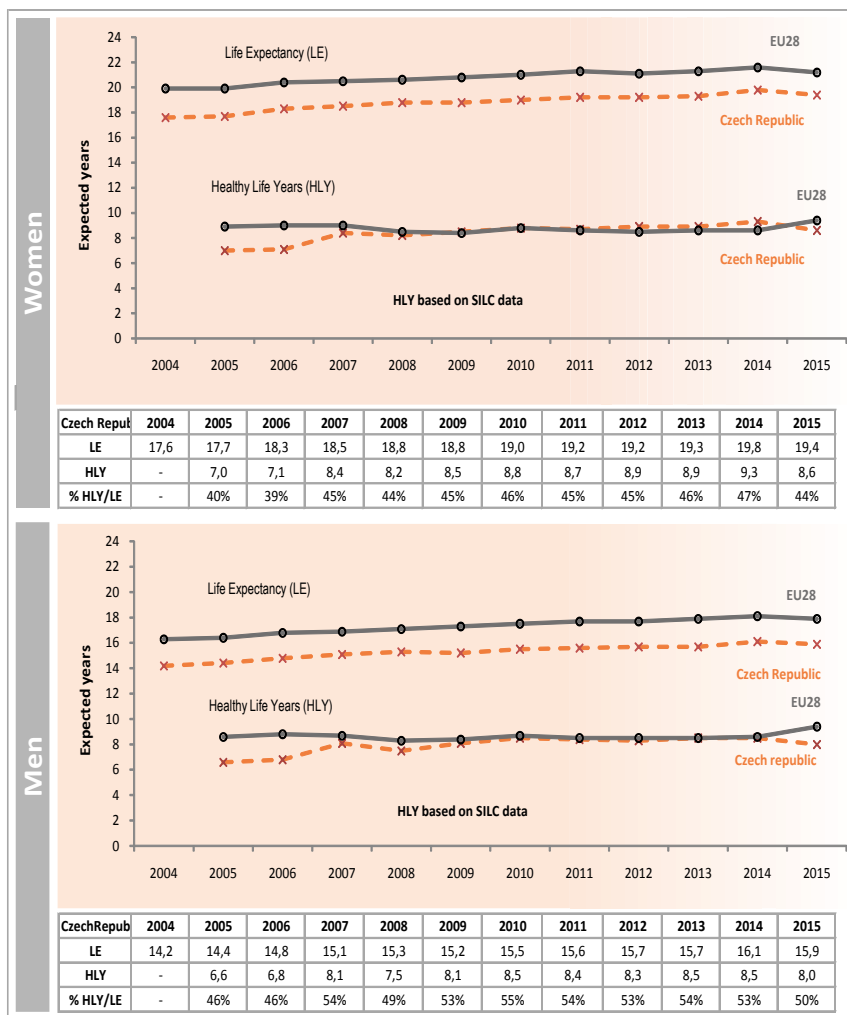 Women
24
22
20
18
16
14
12
10
8
6
4
2
0
Expected years
Life Expectancy (LE)
EU28
Czech Republic
Healthy Life Years (HLY)
EU28
Czech Republic
HLY based on SILC data
2004 2005 2006 2007 2008 2009 2010 2011 2012 2013 2014 2015
Czech Repub 2004 2005 2006 2007 2008 2009 2010 2011 2012 2013 2014 2015
LE 17,6 17,7 18,3 18,5 18,8 18,8 19,0 19,2 19,2 19,3 19,8 19,4
HLY - 7,0 7,1 8,4 8,2 8,5 8,8 8,7 8,9 8,9 9,3 8,6
% HLY/LE - 40% 39% 45% 44% 45% 46% 45% 45% 46% 47% 44%
Men
24
22
20
18
16
14
12
10
8
6
4
2
0
Expected years
Life Expectancy (LE)
EU28
Czech Republic
Healthy Life Years (HLY)
EU28
Czech republic
HLY based on SILC data
2004 2005 2006 2007 2008 2009 2010 2011 2012 2013 2014 2015
CzechRepub 2004 2005 2006 2007 2008 2009 2010 2011 2012 2013 2014 2015
LE 14,2 14,4 14,8 15,1 15,3 15,2 15,5 15,6 15,7 15,7 16,1 15,9
HLY - 6,6 6,8 8,1 7,5 8,1 8,5 8,4 8,3 8,5 8,5 8,0
% HLY/LE - 46% 46% 54% 49% 53% 55% 54% 53% 54% 53% 50%